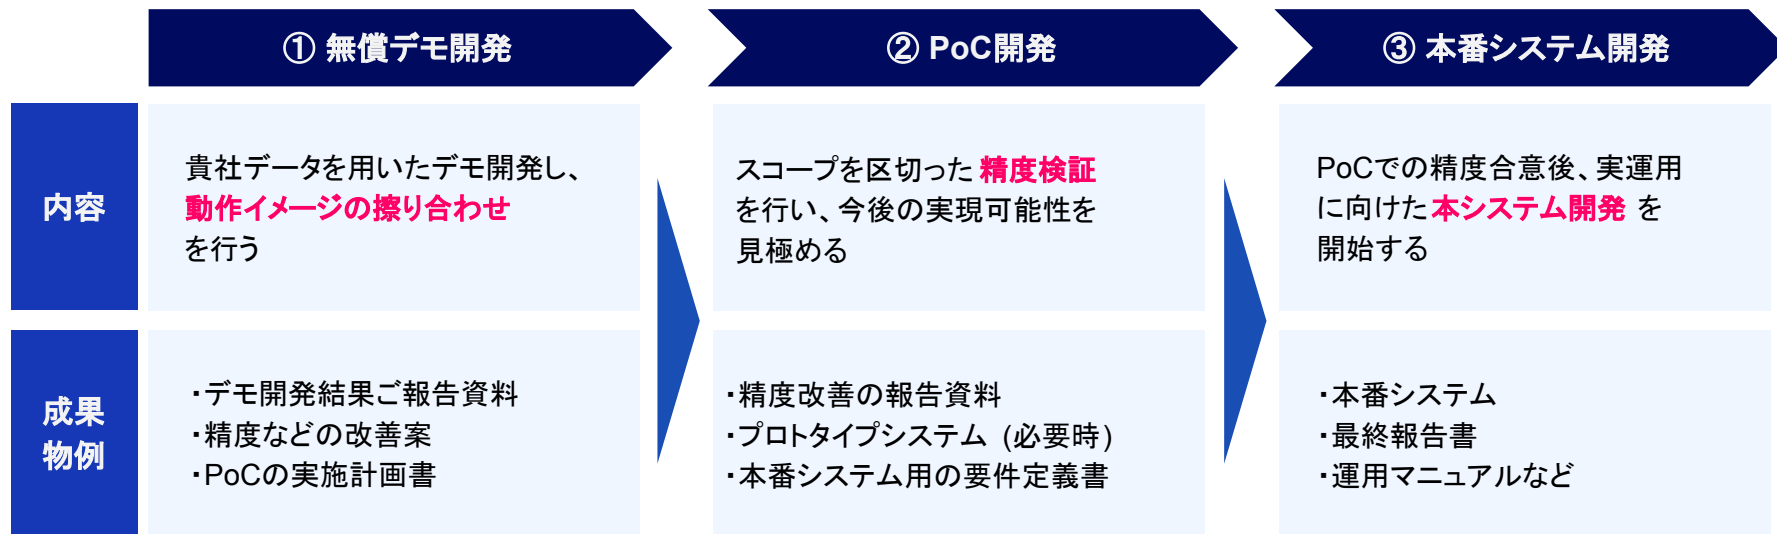 ① 無償デモ開発
② PoC開発
③ 本番システム開発
内容
貴社データを用いたデモ開発し、
動作イメージの擦り合わせ
を行う
スコープを区切った 精度検証
を行い、今後の実現可能性を
見極める
PoCでの精度合意後、実運用
に向けた 本システム開発 を
開始する
成果
物例
・デモ開発結果ご報告資料
・精度などの改善案
・PoCの実施計画書
・精度改善の報告資料
・プロトタイプシステム (必要時)
・本番システム用の要件定義書
・本番システム
・最終報告書
・運用マニュアルなど